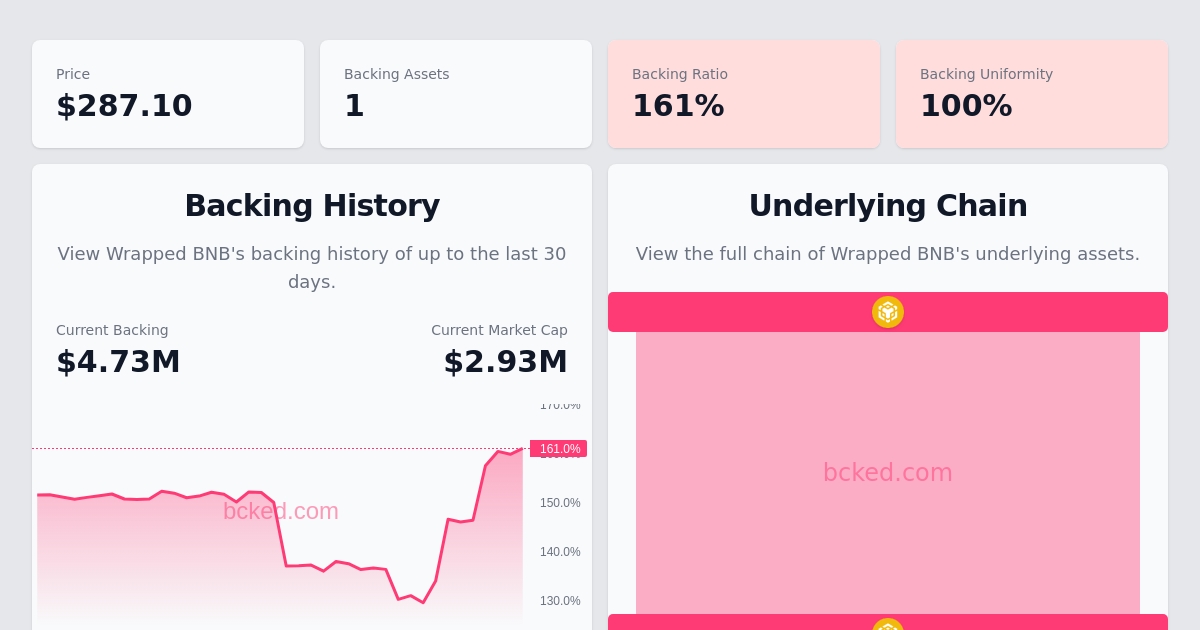 Price
$287.10
Backing Assets
1
Backing Ratio
161%
Backing Uniformity
100%
Backing History
View Wrapped BNB's backing history of up to the last 30
days.
Current Backing
$4.73M
Current Market Cap
$2.93M
170.0%
161.0%
150.0%
140.0%
130.0%
bcked.com
Underlying Chain
View the full chain of Wrapped BNB's underlying assets.
bcked.com